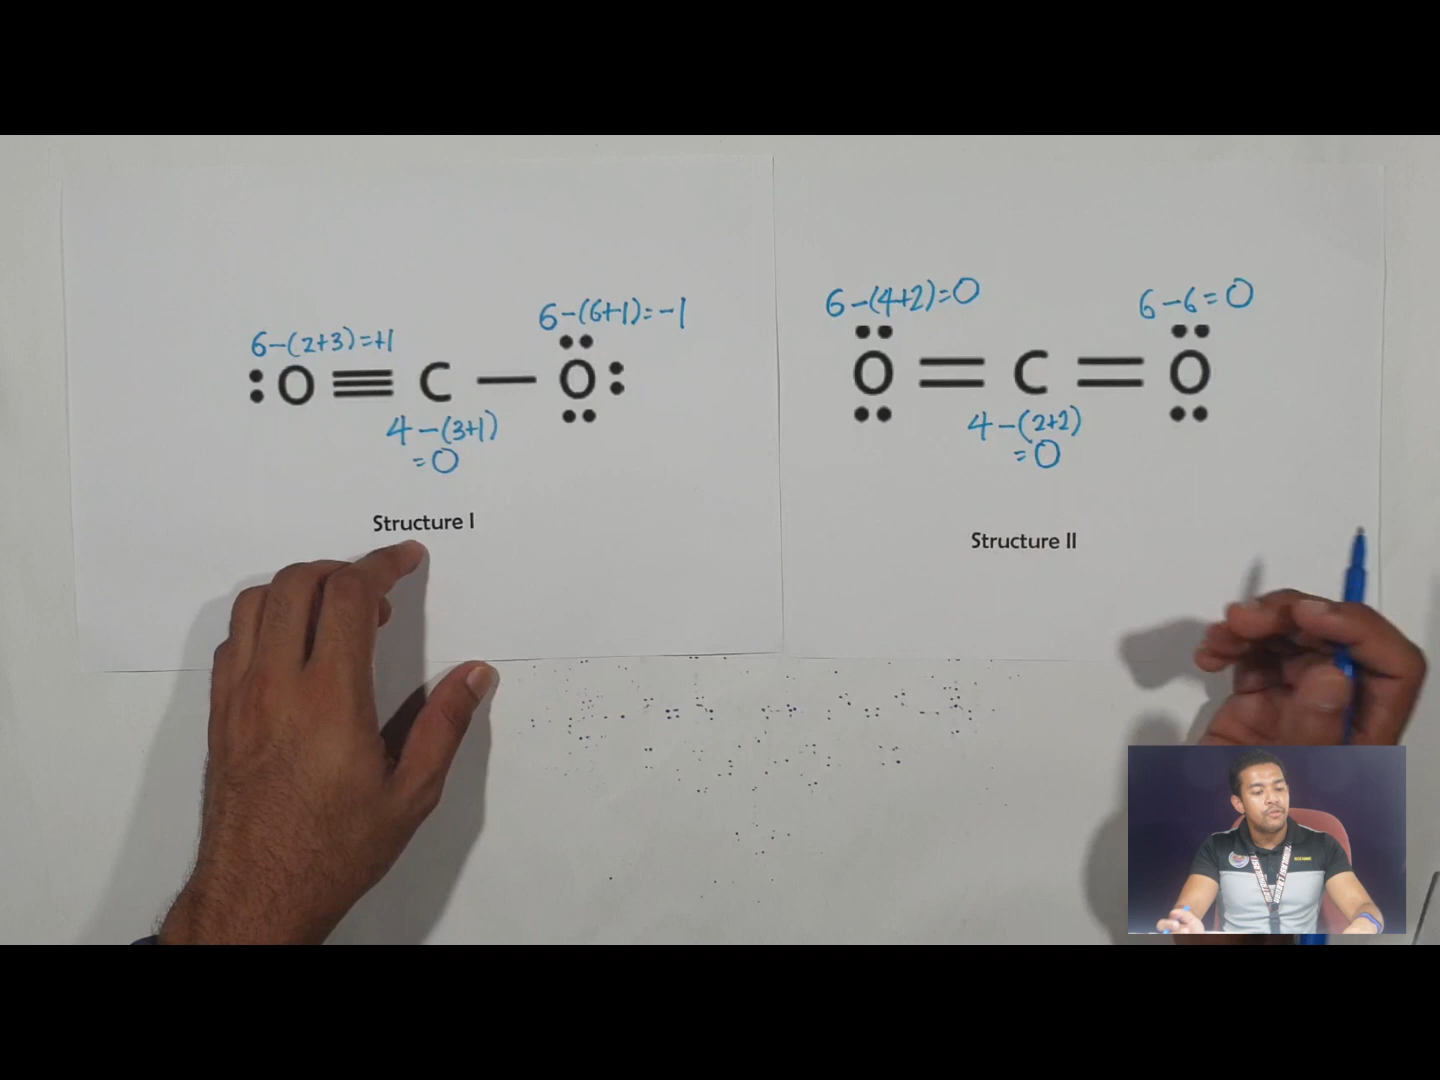 6-(2+3)=+1
6-(6+1)=-1
:O≡C—O:
4-(3+1)
=0
Structure I
6-(4+2)=0
6-6=0
O=C=O
4-(2+2)
=0
Structure II